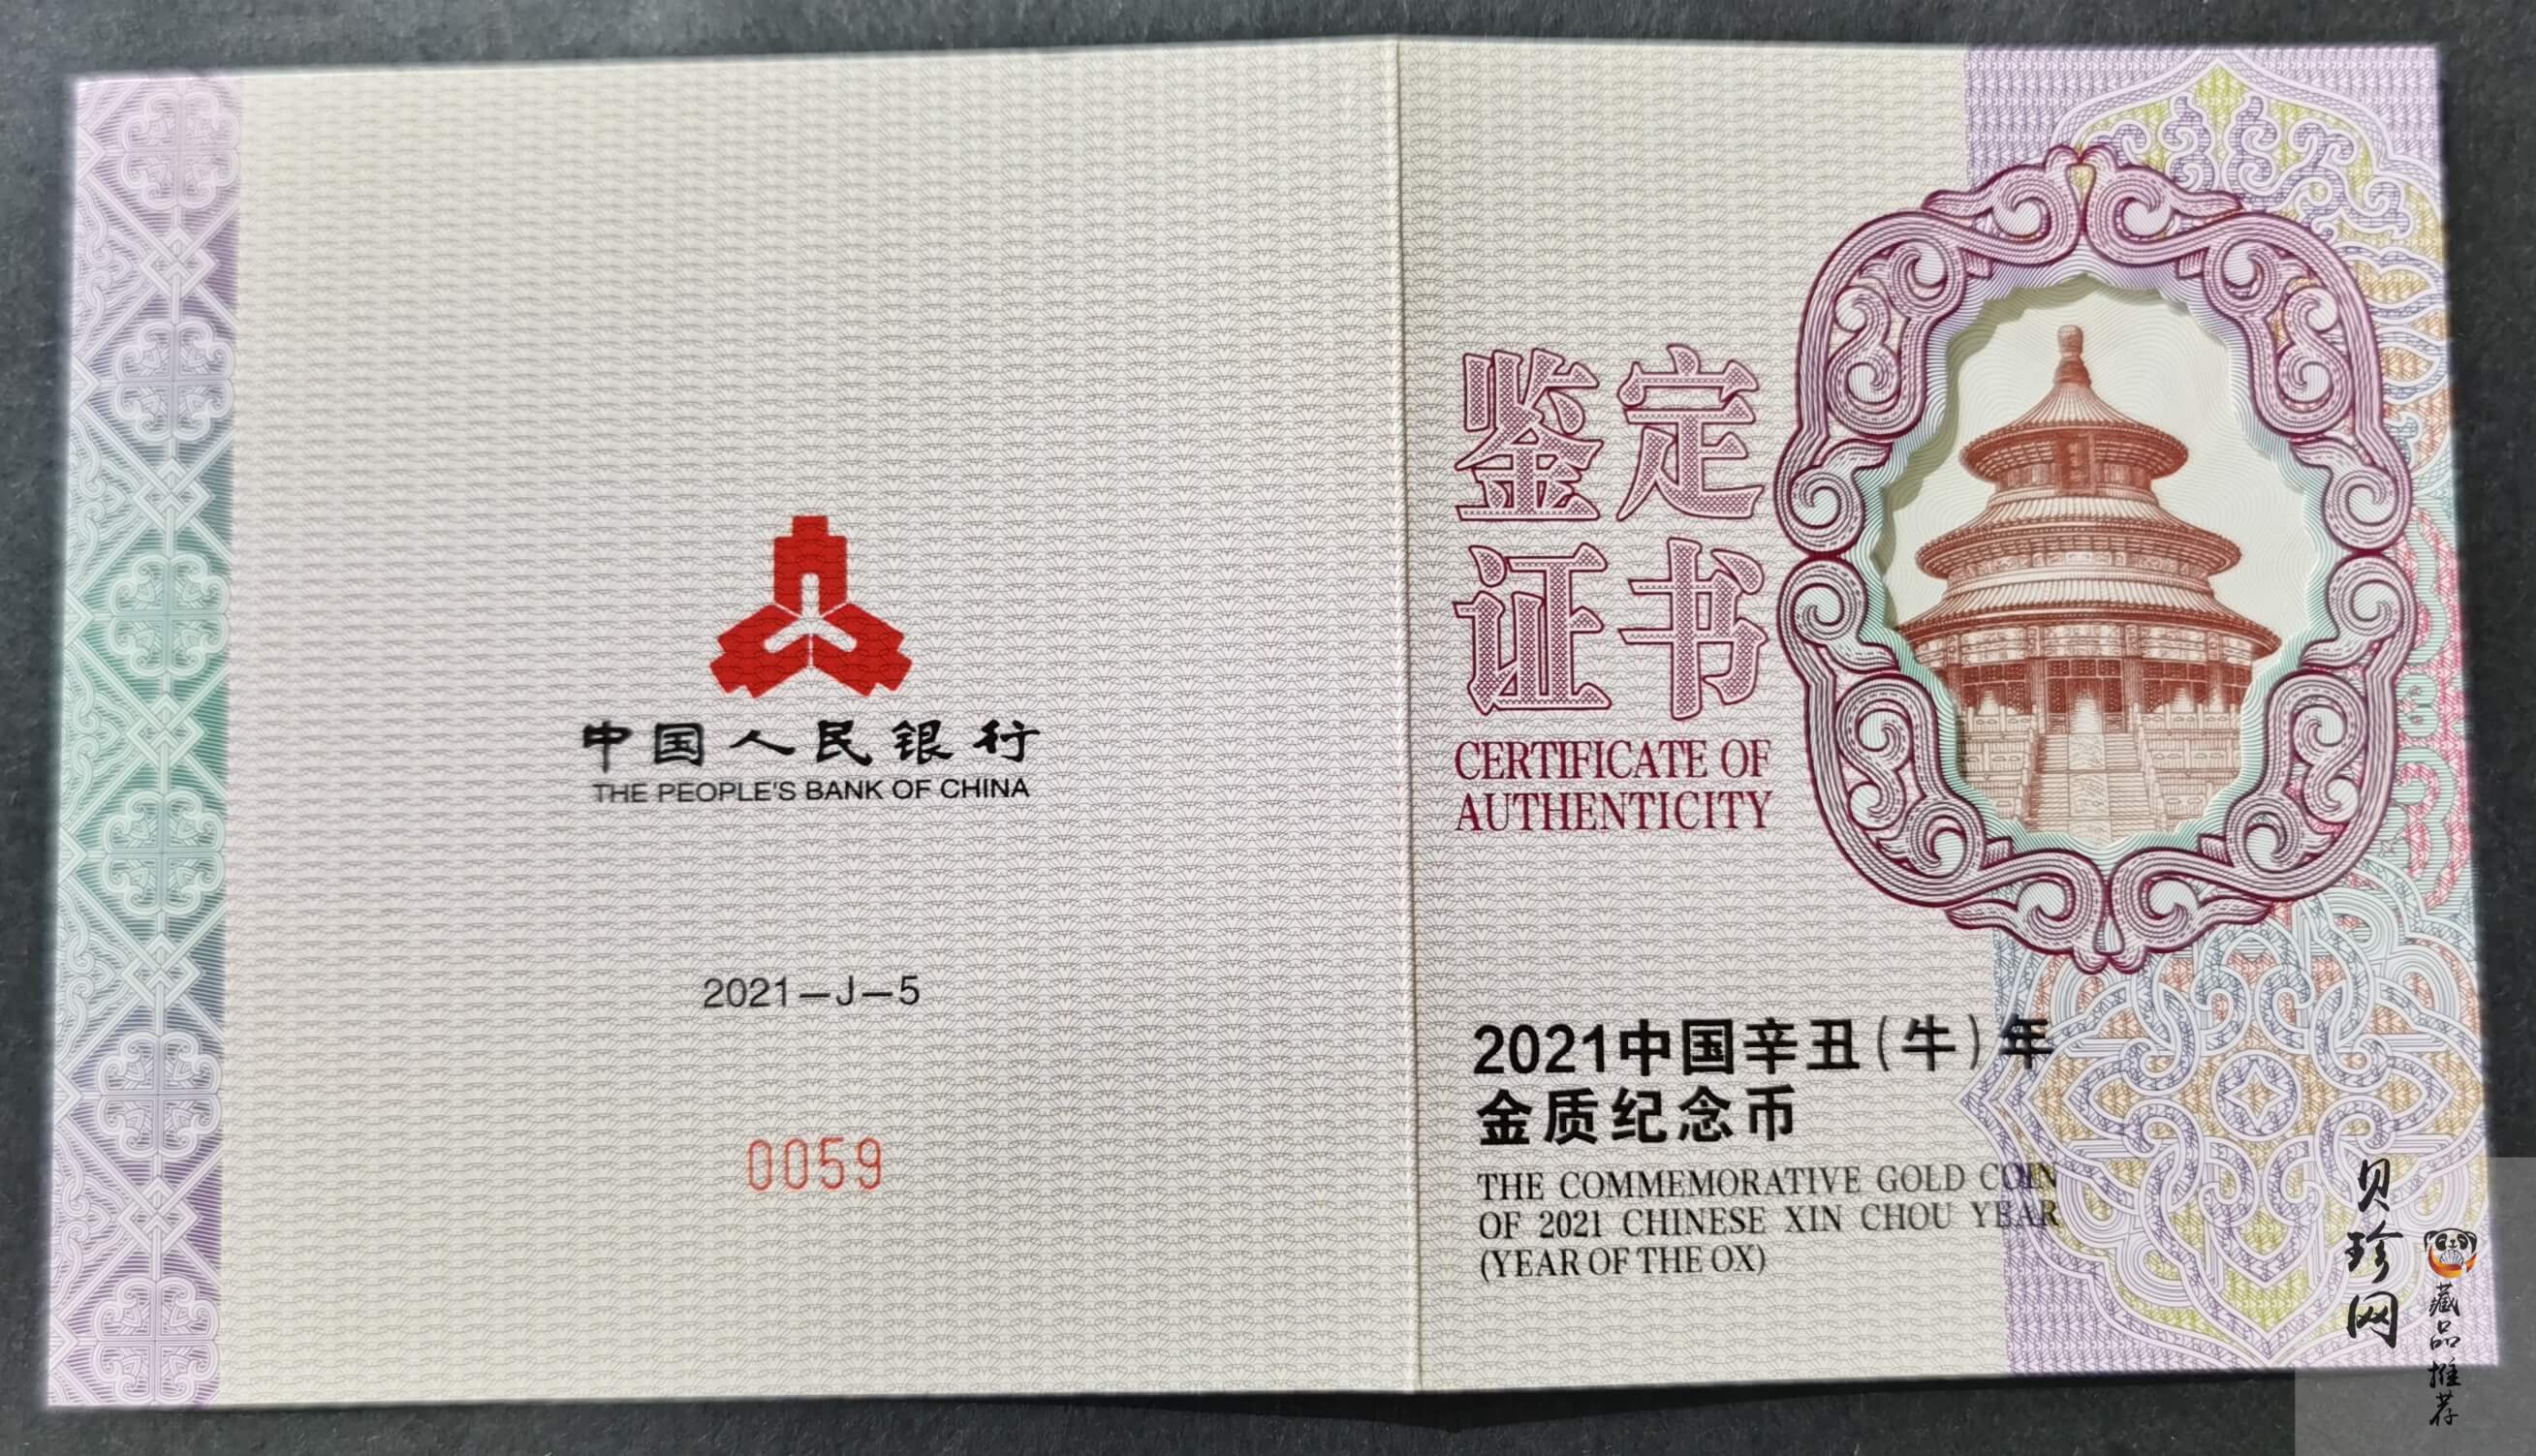 中国人民银行
THE PEOPLE'S BANK OF CHINA
2021-J-5
0059
鉴定
证书
CERTIFICATE OF
AUTHENTICITY
2021中国辛丑(牛)年
金质纪念币
THE COMMEMORATIVE GOLD COIN
OF 2021 CHINESE XIN CHOU YEAR
(YEAR OF THE OX)
贝珍网
藏品推荐